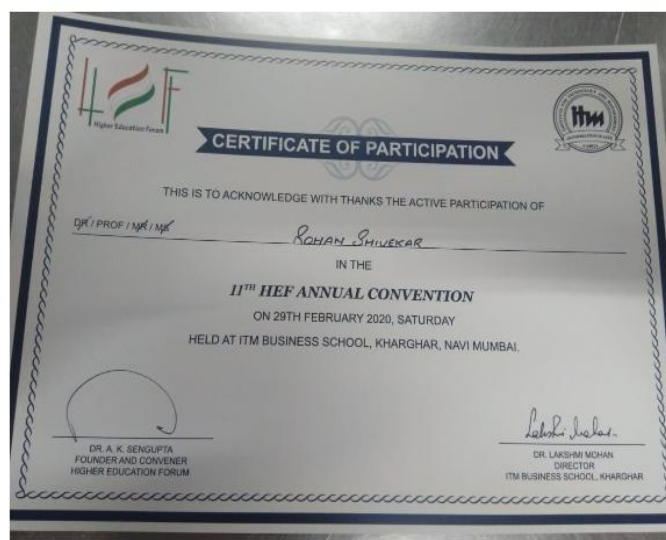 HEF
Higher Education Forum
itm
CERTIFICATE OF PARTICIPATION
THIS IS TO ACKNOWLEDGE WITH THANKS THE ACTIVE PARTICIPATION OF
DR / PROF / MR / MS ROHAN SHIVEKAR
IN THE
11TH HEF ANNUAL CONVENTION
ON 29TH FEBRUARY 2020, SATURDAY
HELD AT ITM BUSINESS SCHOOL, KHARGHAR, NAVI MUMBAI.
Lakshmi Mohan
DR. A. K. SENGUPTA
FOUNDER AND CONVENER
HIGHER EDUCATION FORUM
DR. LAKSHMI MOHAN
DIRECTOR
ITM BUSINESS SCHOOL, KHARGHAR